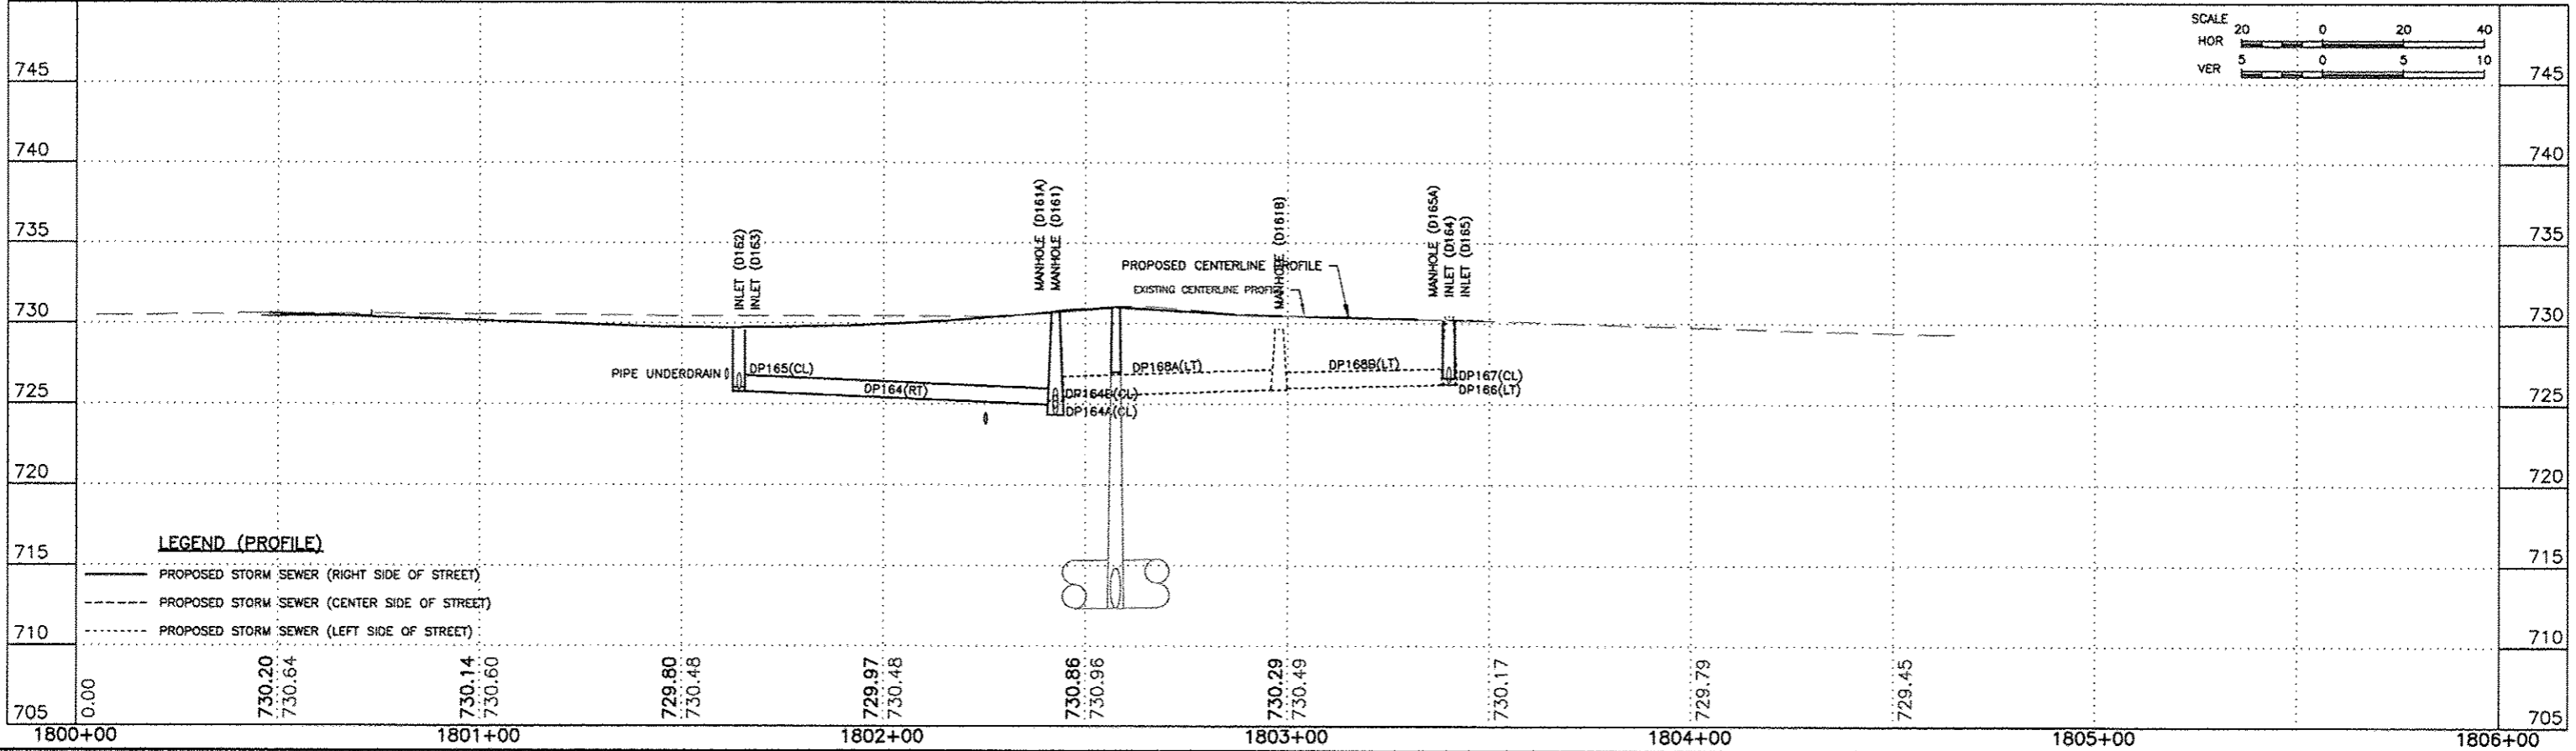 SCALE
20 0 20 40
HOR
5 0 5 10
VER
745 745
740 740
735 735
730 730
725 725
720 720
715 715
710 710
705 705
INLET (D162)
INLET (D163)
MANHOLE (D161A)
MANHOLE (D161)
MANHOLE (D161B)
MANHOLE (D165A)
INLET (D164)
INLET (D165)
PROPOSED CENTERLINE PROFILE
EXISTING CENTERLINE PROFILE
PIPE UNDERDRAIN
DP165(CL)
DP164(RT)
DP164B(CL)
DP164A(CL)
DP168A(LT)
DP168B(LT)
DP167(CL)
DP166(LT)
LEGEND (PROFILE)
PROPOSED STORM SEWER (RIGHT SIDE OF STREET)
PROPOSED STORM SEWER (CENTER SIDE OF STREET)
PROPOSED STORM SEWER (LEFT SIDE OF STREET)
0.00
730.20
730.64
730.14
730.60
729.80
730.48
729.97
730.48
730.86
730.96
730.29
730.49
730.17
729.79
729.45
1800+00 1801+00 1802+00 1803+00 1804+00 1805+00 1806+00